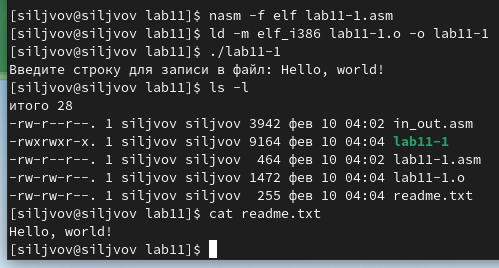 [siljvov@siljvov lab11]$ nasm -f elf lab11-1.asm
[siljvov@siljvov lab11]$ ld -m elf_i386 lab11-1.o -o lab11-1
[siljvov@siljvov lab11]$ ./lab11-1
Введите строку для записи в файл: Hello, world!
[siljvov@siljvov lab11]$ ls -l
итого 28
-rw-r--r--. 1 siljvov siljvov 3942 фев 10 04:02 in_out.asm
-rwxrwxr-x. 1 siljvov siljvov 9164 фев 10 04:04 lab11-1
-rw-r--r--. 1 siljvov siljvov  464 фев 10 04:02 lab11-1.asm
-rw-rw-r--. 1 siljvov siljvov 1472 фев 10 04:04 lab11-1.o
-rw-rw-r--. 1 siljvov siljvov  255 фев 10 04:04 readme.txt
[siljvov@siljvov lab11]$ cat readme.txt
Hello, world!
[siljvov@siljvov lab11]$